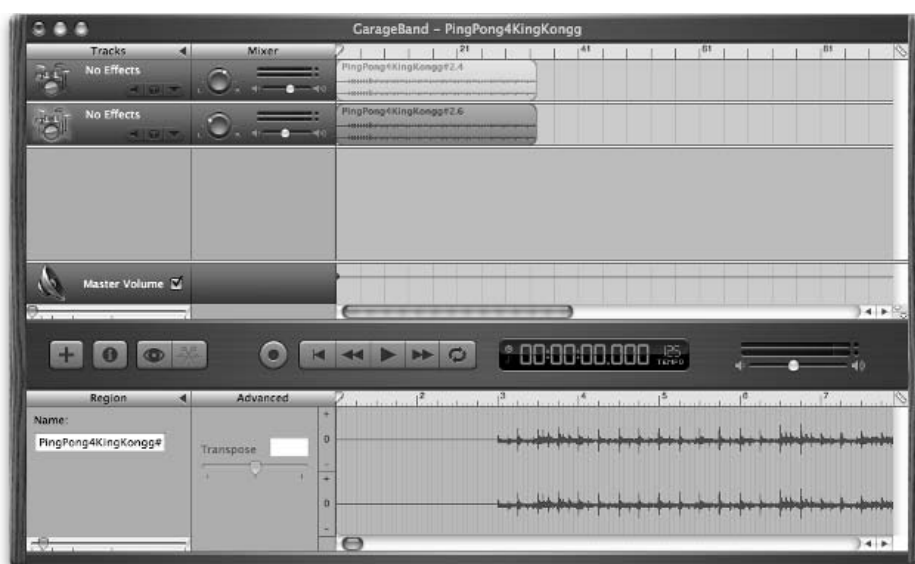 GarageBand – PingPong4KingKongg
Tracks Mixer 21 41 61 81
No Effects
PingPong4KingKongg#2.4
No Effects
PingPong4KingKongg#2.6
Master Volume
00:00:00.000 125
TEMPO
Region Advanced 2 3 4 5 6 7
Name:
PingPong4KingKongg#
Transpose
+
0
-
+
0
-